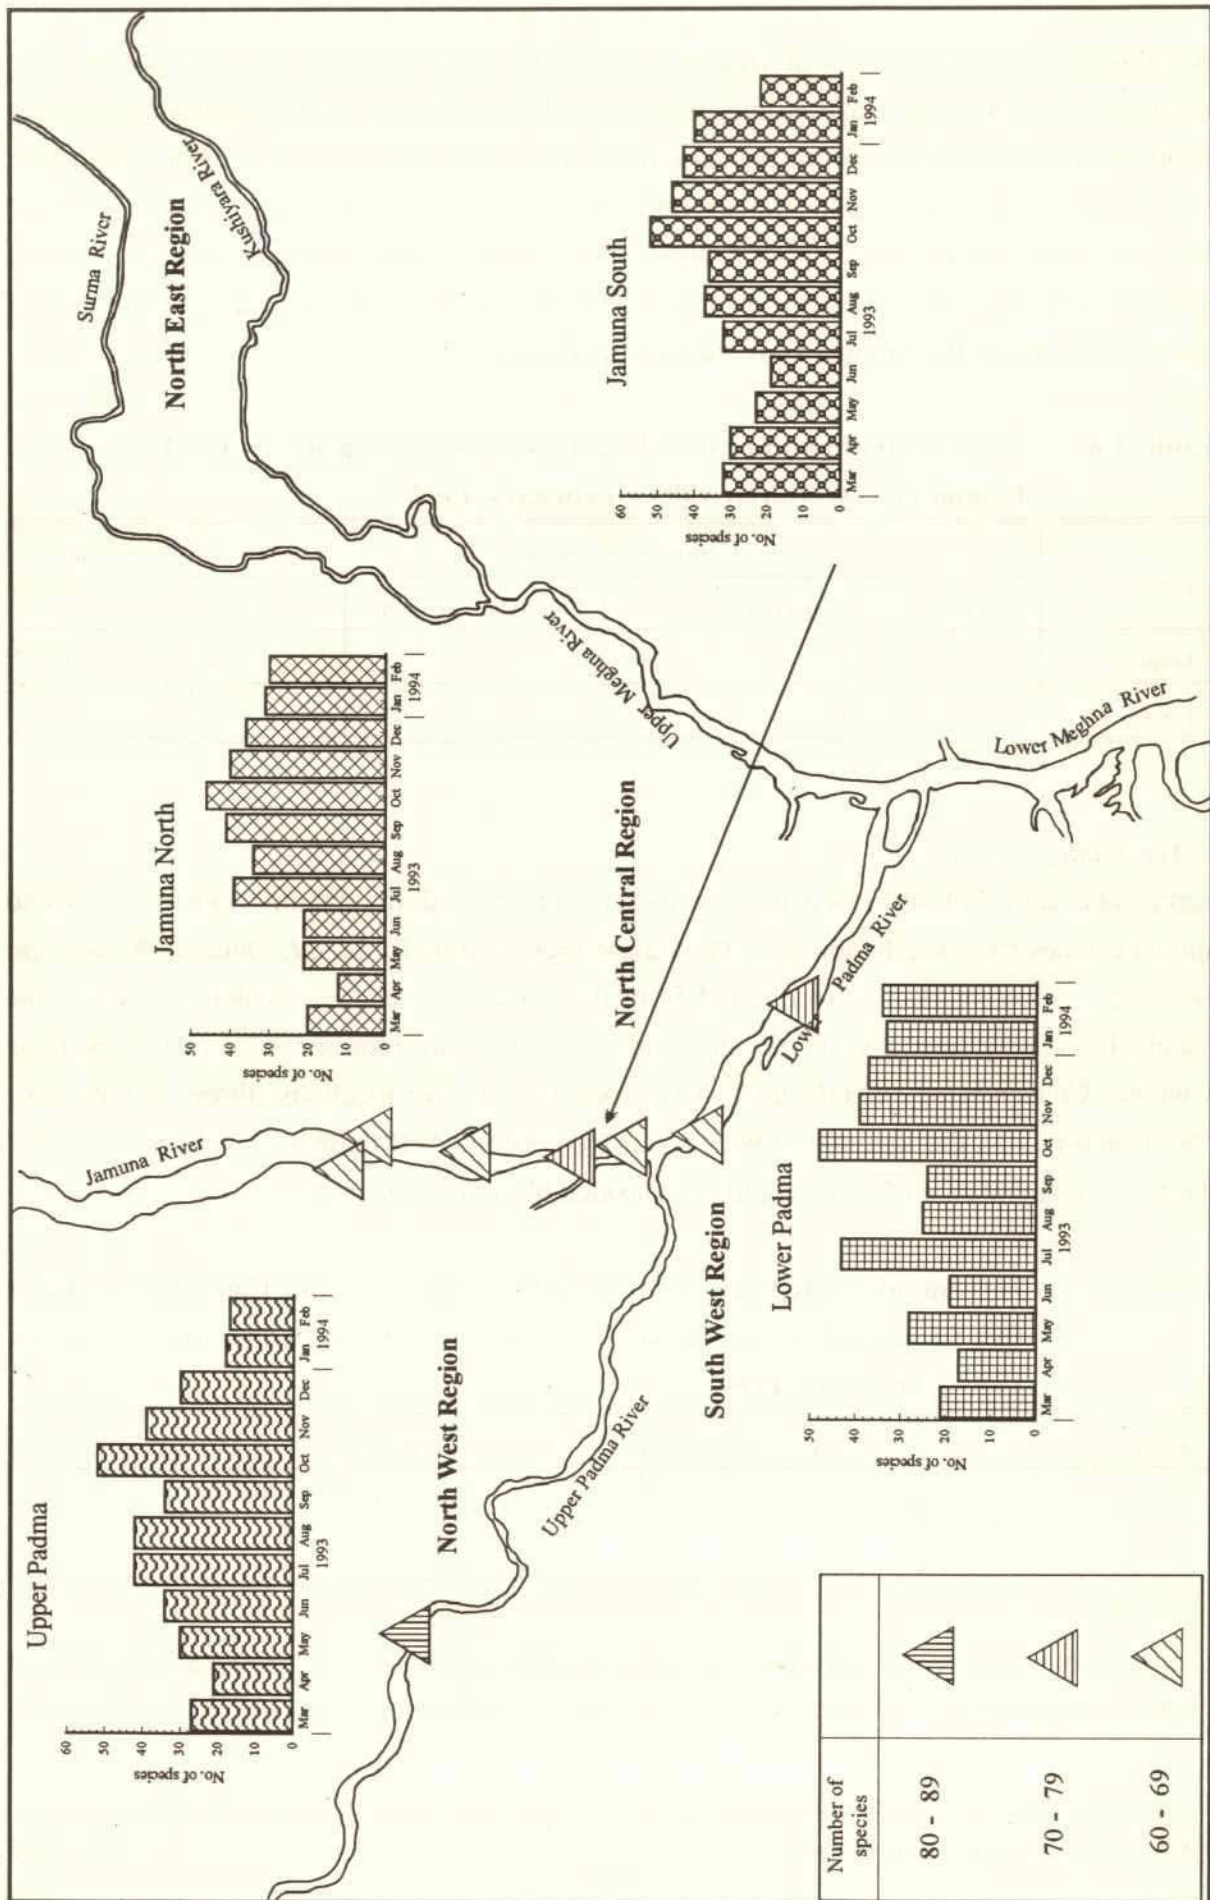 Upper Padma
No. of species
60
50
40
30
20
10
0
Mar Apr May Jun Jul Aug Sep Oct Nov Dec Jan Feb
1993 1994
Jamuna North
No. of species
50
40
30
20
10
0
Mar Apr May Jun Jul Aug Sep Oct Nov Dec Jan Feb
1993 1994
Surma River
North East Region
Kushiyara River
Jamuna River
North West Region
Upper Padma River
North Central Region
Upper Meghna River
Jamuna South
No. of species
60
50
40
30
20
10
0
Mar Apr May Jun Jul Aug Sep Oct Nov Dec Jan Feb
1993 1994
South West Region
Lower Padma River
Lower Meghna River
Lower Padma
No. of species
50
40
30
20
10
0
Mar Apr May Jun Jul Aug Sep Oct Nov Dec Jan Feb
1993 1994
Number of
species
80 - 89
70 - 79
60 - 69